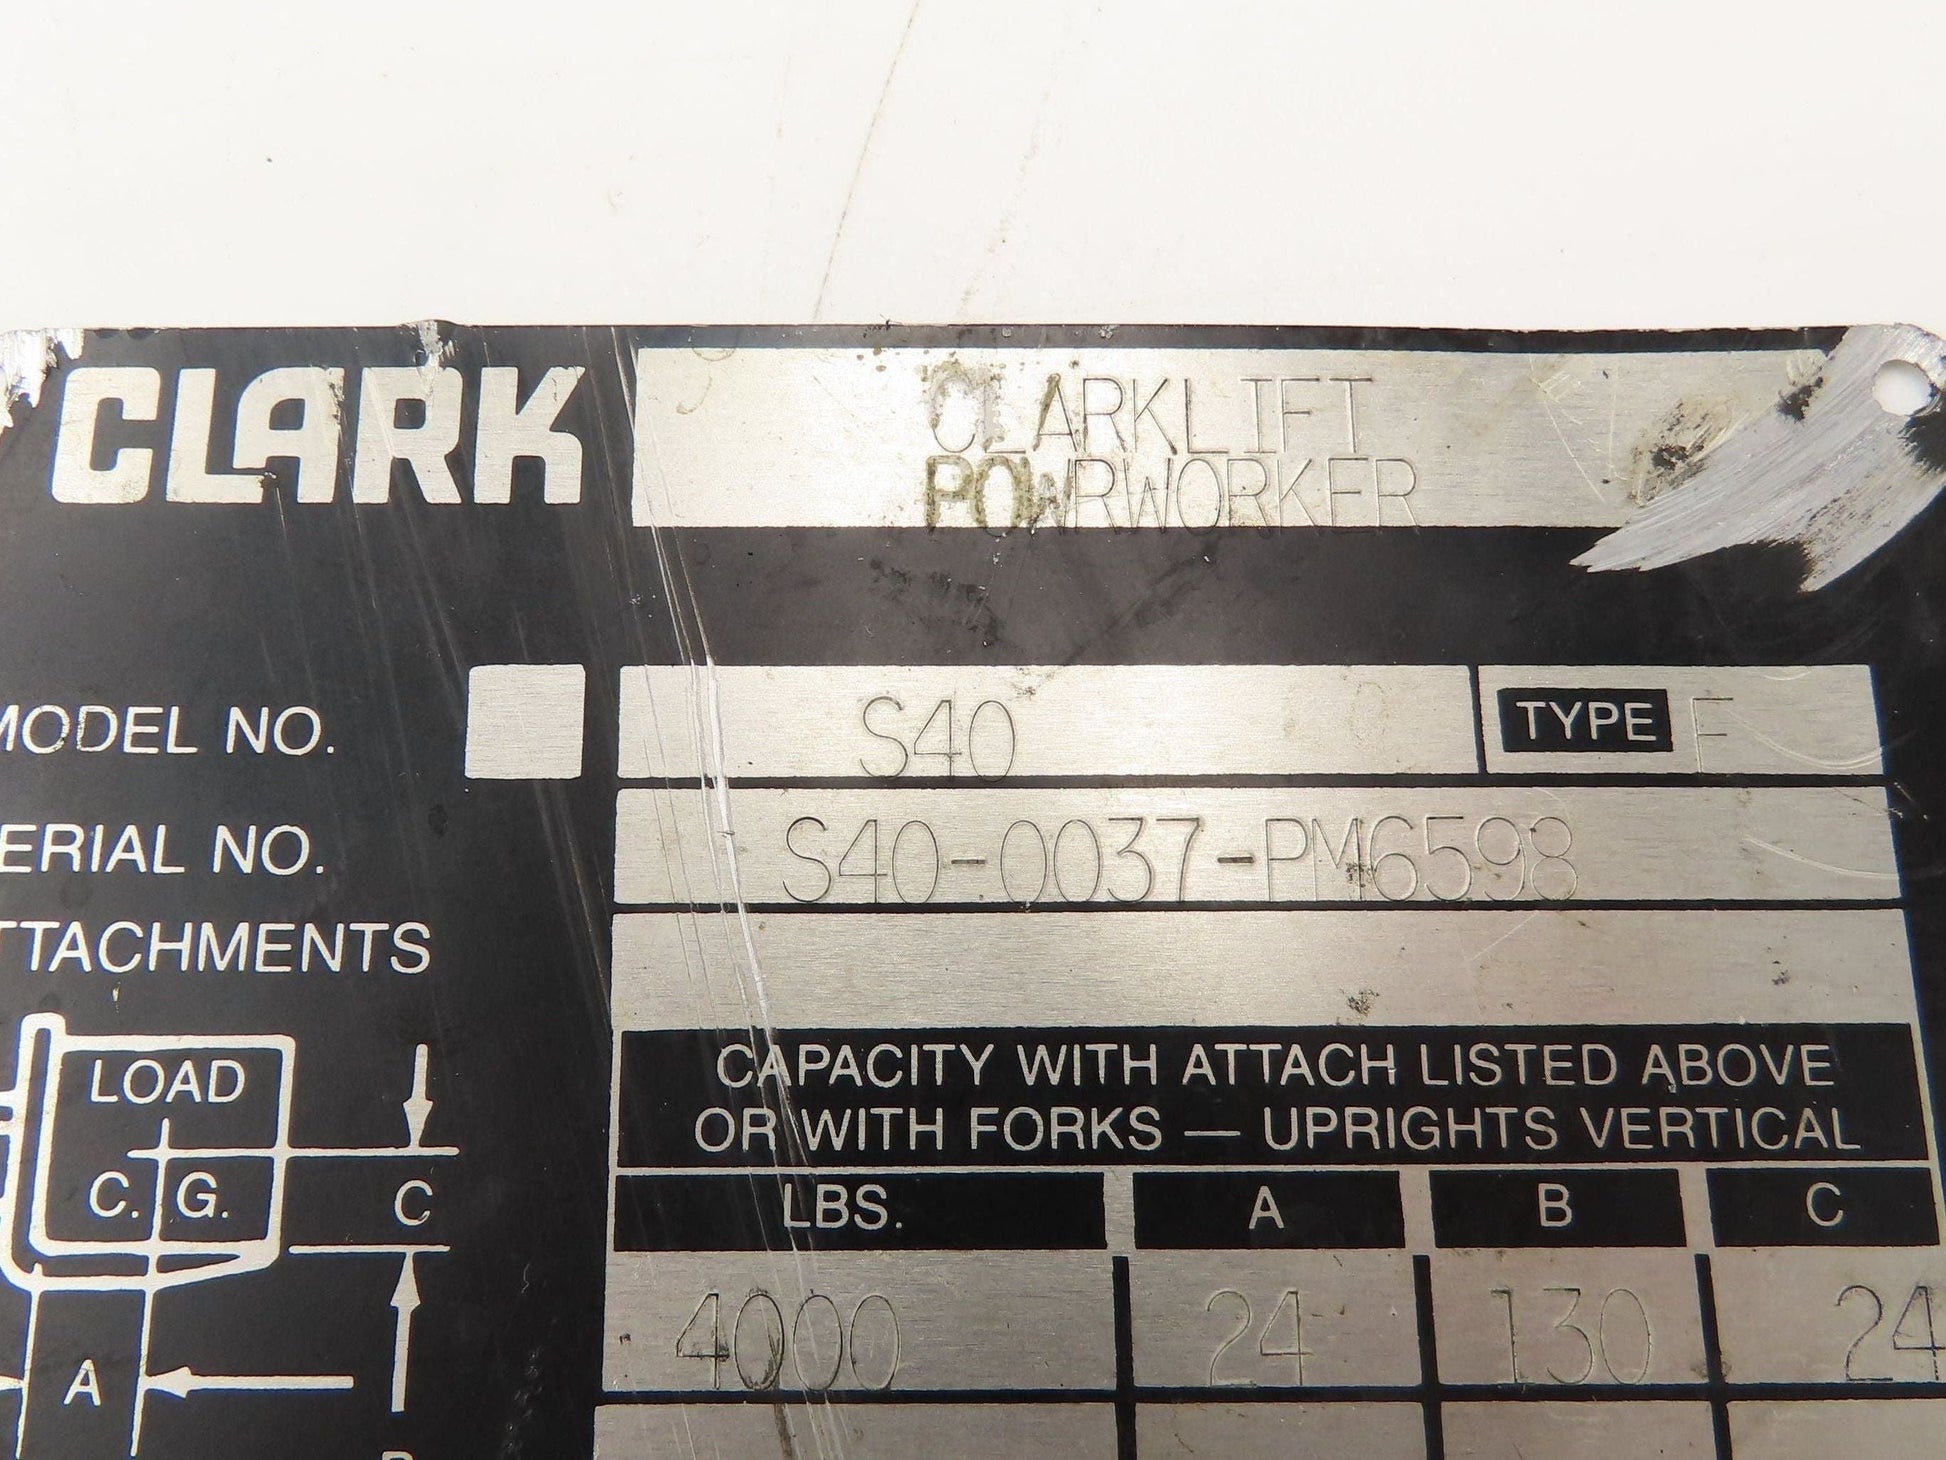 CLARK
CLARKLIFT
POWRWORKER
MODEL NO. S40 TYPE F
ERIAL NO. S40-0037-PM6598
TTACHMENTS
LOAD
C. G.
C
A
CAPACITY WITH ATTACH LISTED ABOVE
OR WITH FORKS — UPRIGHTS VERTICAL
LBS. A B C
4000 24 130 24